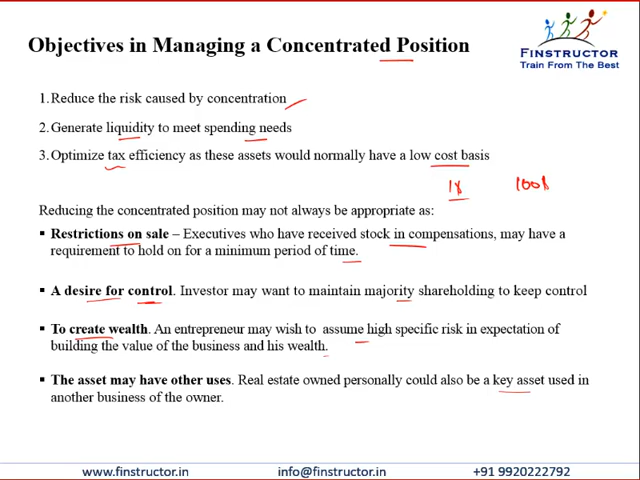 Objectives in Managing a Concentrated Position
FINSTRUCTOR
Train From The Best
1. Reduce the risk caused by concentration
2. Generate liquidity to meet spending needs
3. Optimize tax efficiency as these assets would normally have a low cost basis
Reducing the concentrated position may not always be appropriate as:
▪ Restrictions on sale – Executives who have received stock in compensations, may have a
requirement to hold on for a minimum period of time.
▪ A desire for control. Investor may want to maintain majority shareholding to keep control
▪ To create wealth. An entrepreneur may wish to assume high specific risk in expectation of
building the value of the business and his wealth.
▪ The asset may have other uses. Real estate owned personally could also be a key asset used in
another business of the owner.
www.finstructor.in info@finstructor.in +91 9920222792